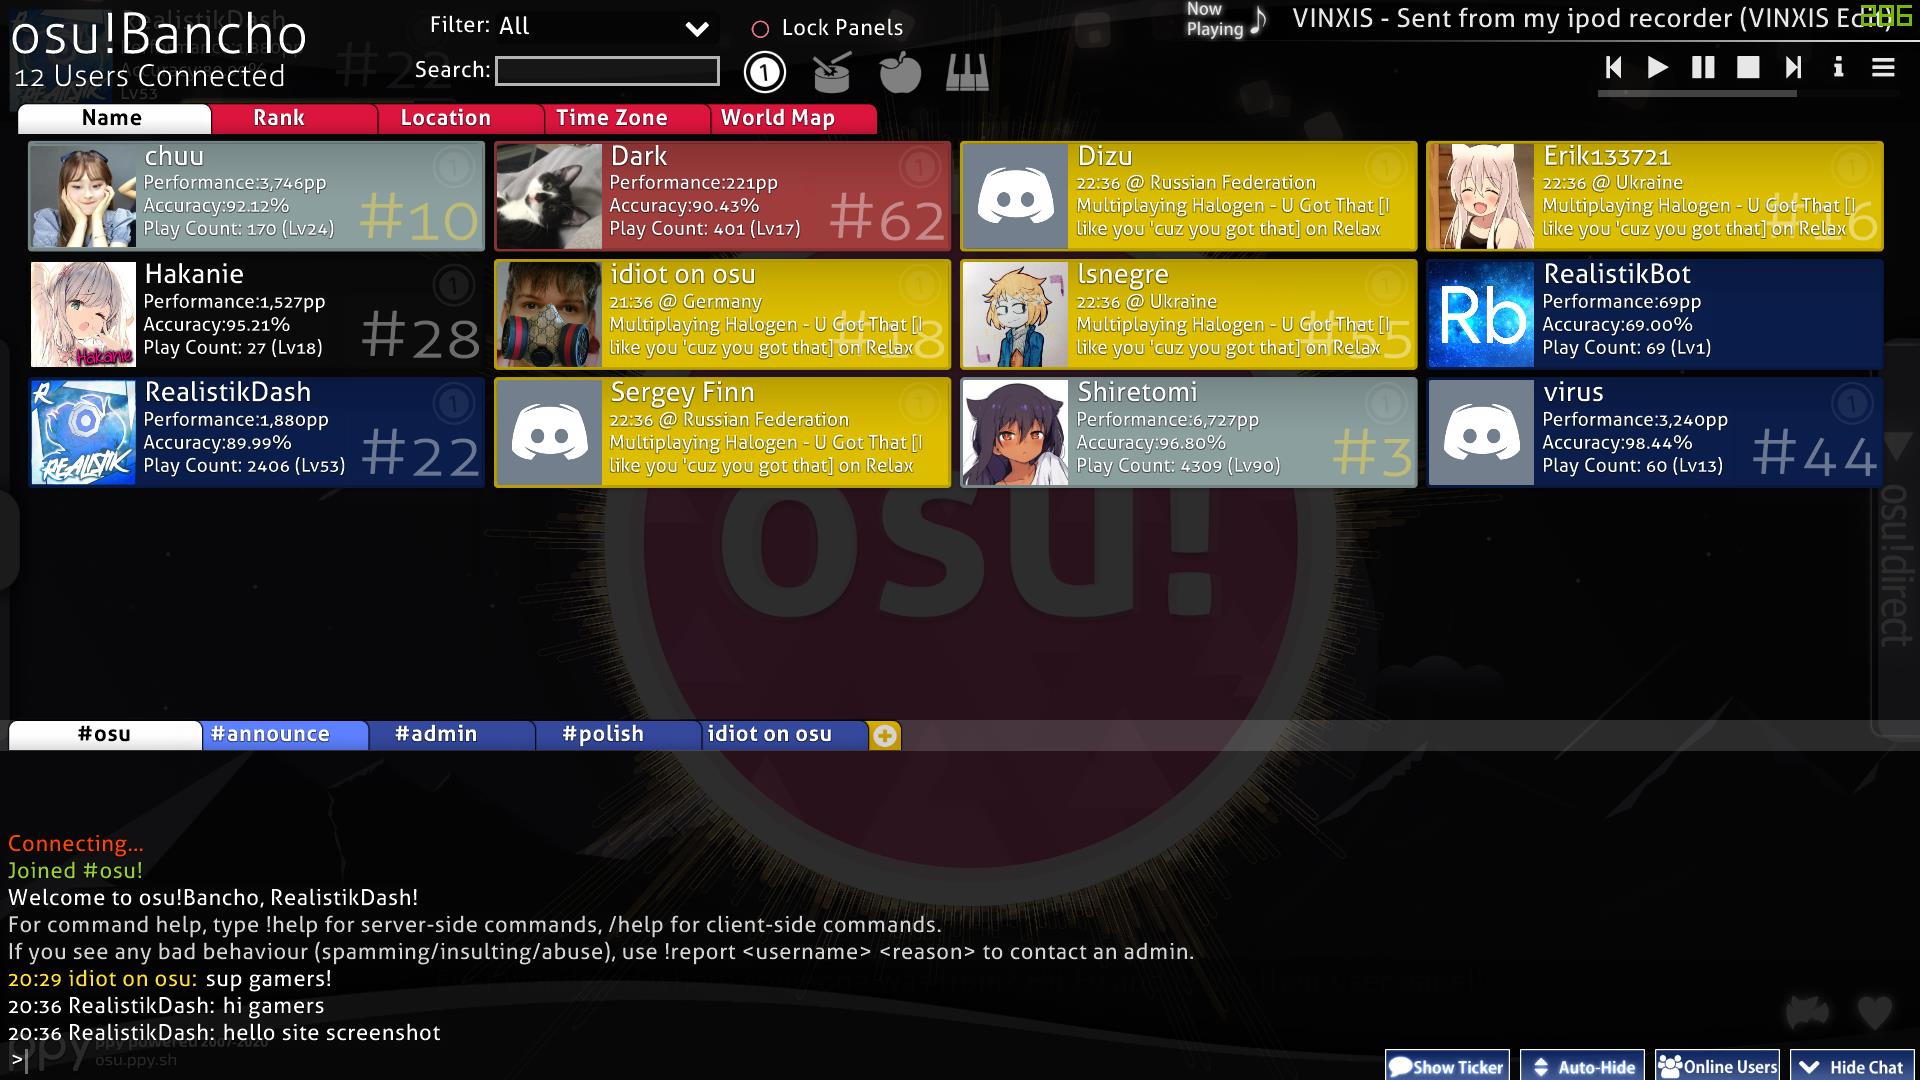 osu!Bancho
12 Users Connected
Filter: All
Search:
Lock Panels
Now Playing
VINXIS - Sent from my ipod recorder (VINXIS Edit)
Name
Rank
Location
Time Zone
World Map
chuu
Performance:3,746pp
Accuracy:92.12%
Play Count: 170 (Lv24)
#10
Dark
Performance:221pp
Accuracy:90.43%
Play Count: 401 (Lv17)
#62
Dizu
22:36 @ Russian Federation
Multiplaying Halogen - U Got That [I
like you 'cuz you got that] on Relax
Erik133721
22:36 @ Ukraine
Multiplaying Halogen - U Got That [I
like you 'cuz you got that] on Relax
#16
Hakanie
Performance:1,527pp
Accuracy:95.21%
Play Count: 27 (Lv18)
#28
Hakanie
idiot on osu
21:36 @ Germany
Multiplaying Halogen - U Got That [I
like you 'cuz you got that] on Relax
lsnegre
22:36 @ Ukraine
Multiplaying Halogen - U Got That [I
like you 'cuz you got that] on Relax
Rb
RealistikBot
Performance:69pp
Accuracy:69.00%
Play Count: 69 (Lv1)
R
REALISTIK
RealistikDash
Performance:1,880pp
Accuracy:89.99%
Play Count: 2406 (Lv53)
#22
Sergey Finn
22:36 @ Russian Federation
Multiplaying Halogen - U Got That [I
like you 'cuz you got that] on Relax
Shiretomi
Performance:6,727pp
Accuracy:96.80%
Play Count: 4309 (Lv90)
#3
virus
Performance:3,240pp
Accuracy:98.44%
Play Count: 60 (Lv13)
#44
osu!
osu!direct
#osu
#announce
#admin
#polish
idiot on osu
Connecting...
Joined #osu!
Welcome to osu!Bancho, RealistikDash!
For command help, type !help for server-side commands, /help for client-side commands.
If you see any bad behaviour (spamming/insulting/abuse), use !report <username> <reason> to contact an admin.
20:29 idiot on osu: sup gamers!
20:36 RealistikDash: hi gamers
20:36 RealistikDash: hello site screenshot
>|
ppy powered 2007-2020
osu.ppy.sh
Show Ticker
Auto-Hide
Online Users
Hide Chat